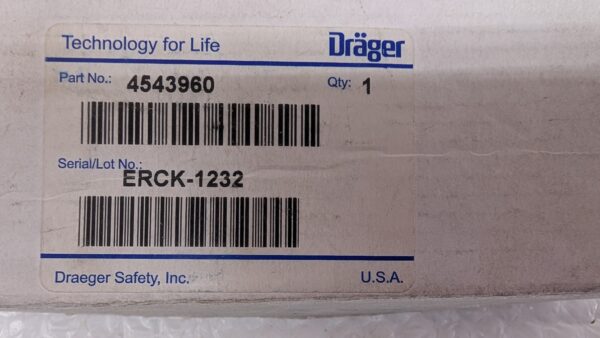 Technology for Life Dräger
Part No.: 4543960 Qty: 1
Serial/Lot No.:
ERCK-1232
Draeger Safety, Inc. U.S.A.